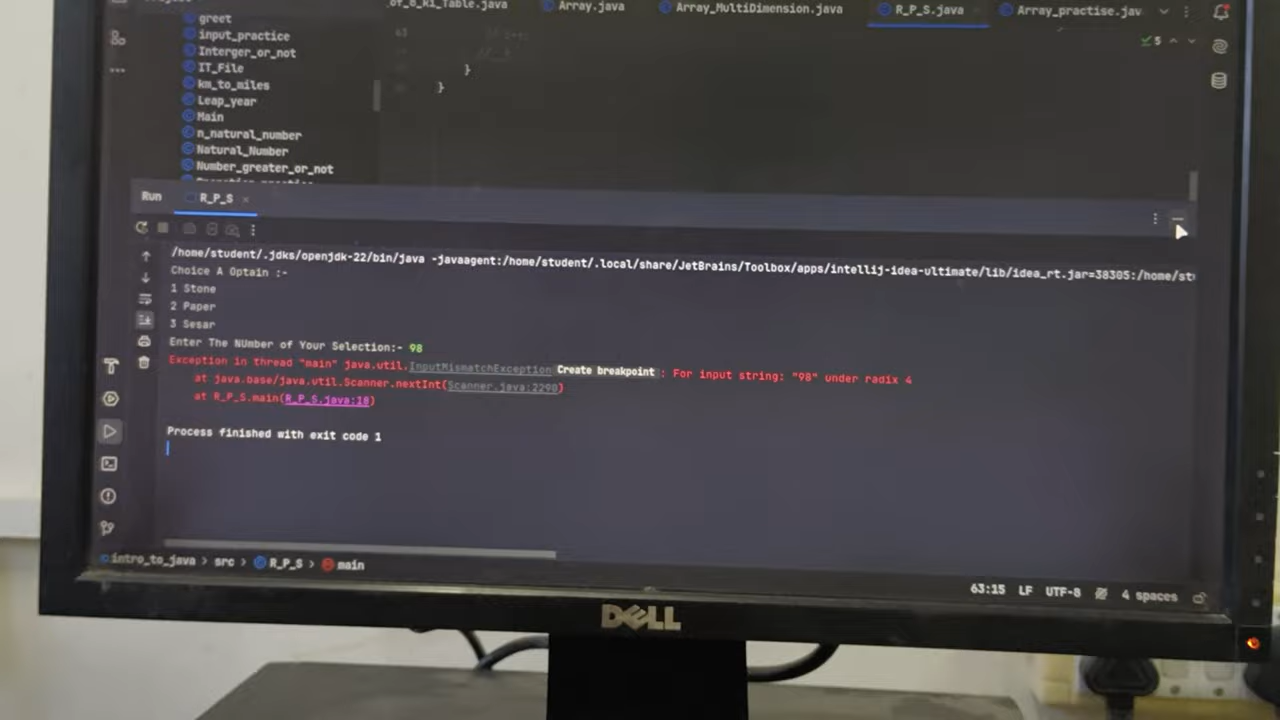 of_a_ki_Table.java Array.java Array_MultiDimension.java R_P_S.java Array_practise.jav
greet
input_practice
Interger_or_not
IT_File
km_to_miles
Leap_year
Main
n_natural_number
Natural_Number
Number_greater_or_not
63
}
}
5
Run R_P_S
/home/student/.jdks/openjdk-22/bin/java -javaagent:/home/student/.local/share/JetBrains/Toolbox/apps/intellij-idea-ultimate/lib/idea_rt.jar=38305:/home/st
Choice A Optain :-
1 Stone
2 Paper
3 Sesar
Enter The NUmber of Your Selection:- 98
Exception in thread "main" java.util.InputMismatchException Create breakpoint : For input string: "98" under radix 4
at java.base/java.util.Scanner.nextInt(Scanner.java:2290)
at R_P_S.main(R_P_S.java:18)
Process finished with exit code 1
intro_to_java > src > R_P_S > main
63:15 LF UTF-8 4 spaces
DELL